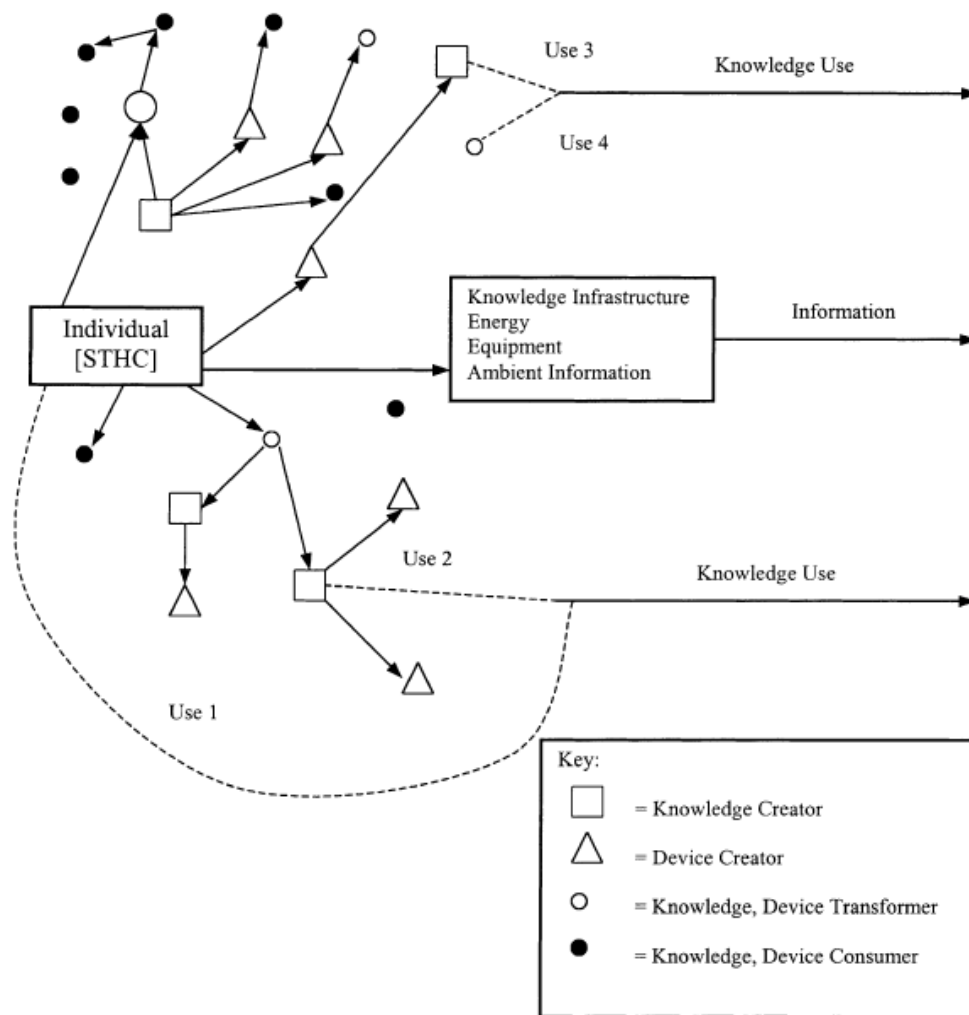 Use 3
Knowledge Use
Use 4
Individual
[STHC]
Knowledge Infrastructure
Energy
Equipment
Ambient Information
Information
Use 2
Knowledge Use
Use 1
Key:
= Knowledge Creator
= Device Creator
= Knowledge, Device Transformer
= Knowledge, Device Consumer